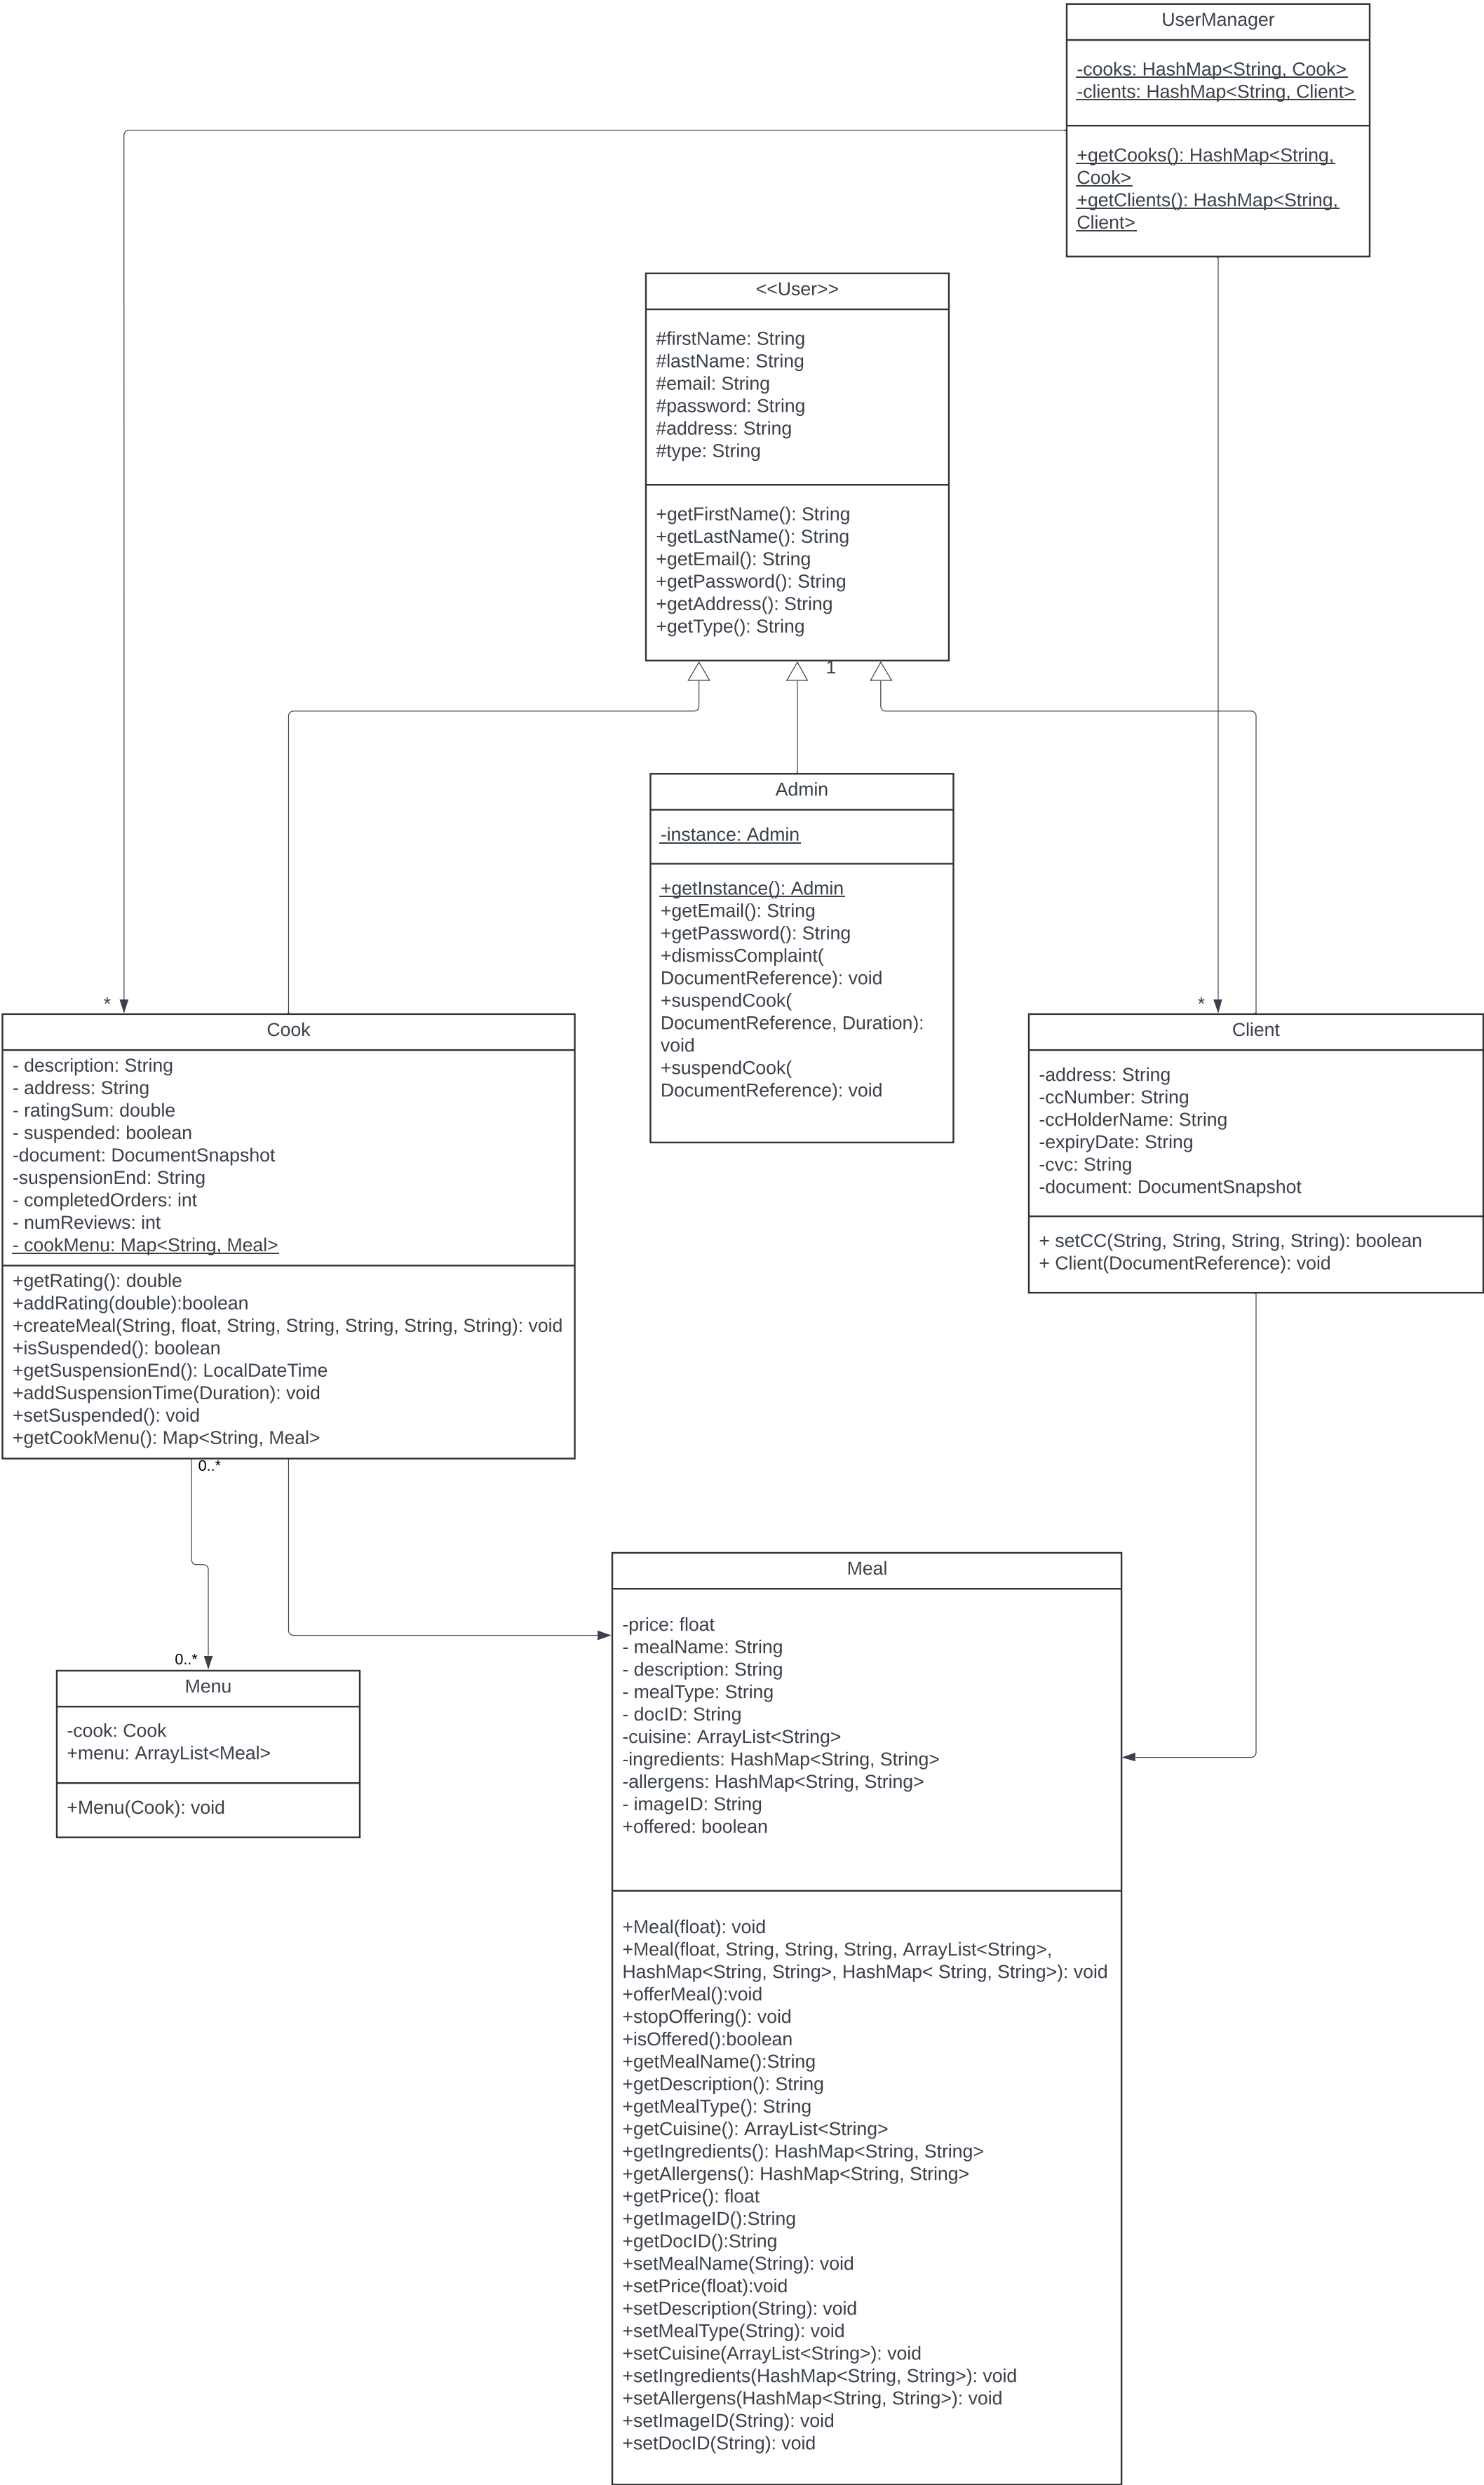 UserManager
-cooks: HashMap<String, Cook>
-clients: HashMap<String, Client>
+getCooks(): HashMap<String,
Cook>
+getClients(): HashMap<String,
Client>
<<User>>
#firstName: String
#lastName: String
#email: String
#password: String
#address: String
#type: String
+getFirstName(): String
+getLastName(): String
+getEmail(): String
+getPassword(): String
+getAddress(): String
+getType(): String
1
Admin
-instance: Admin
+getInstance(): Admin
+getEmail(): String
+getPassword(): String
+dismissComplaint(
DocumentReference): void
+suspendCook(
DocumentReference, Duration):
void
+suspendCook(
DocumentReference): void
*
Cook
- description: String
- address: String
- ratingSum: double
- suspended: boolean
-document: DocumentSnapshot
-suspensionEnd: String
- completedOrders: int
- numReviews: int
- cookMenu: Map<String, Meal>
+getRating(): double
+addRating(double):boolean
+createMeal(String, float, String, String, String, String, String): void
+isSuspended(): boolean
+getSuspensionEnd(): LocalDateTime
+addSuspensionTime(Duration): void
+setSuspended(): void
+getCookMenu(): Map<String, Meal>
0..*
*
Client
-address: String
-ccNumber: String
-ccHolderName: String
-expiryDate: String
-cvc: String
-document: DocumentSnapshot
+ setCC(String, String, String, String): boolean
+ Client(DocumentReference): void
0..*
Menu
-cook: Cook
+menu: ArrayList<Meal>
+Menu(Cook): void
Meal
-price: float
- mealName: String
- description: String
- mealType: String
- docID: String
-cuisine: ArrayList<String>
-ingredients: HashMap<String, String>
-allergens: HashMap<String, String>
- imageID: String
+offered: boolean
+Meal(float): void
+Meal(float, String, String, String, ArrayList<String>,
HashMap<String, String>, HashMap< String, String>): void
+offerMeal():void
+stopOffering(): void
+isOffered():boolean
+getMealName():String
+getDescription(): String
+getMealType(): String
+getCuisine(): ArrayList<String>
+getIngredients(): HashMap<String, String>
+getAllergens(): HashMap<String, String>
+getPrice(): float
+getImageID():String
+getDocID():String
+setMealName(String): void
+setPrice(float):void
+setDescription(String): void
+setMealType(String): void
+setCuisine(ArrayList<String>): void
+setIngredients(HashMap<String, String>): void
+setAllergens(HashMap<String, String>): void
+setImageID(String): void
+setDocID(String): void